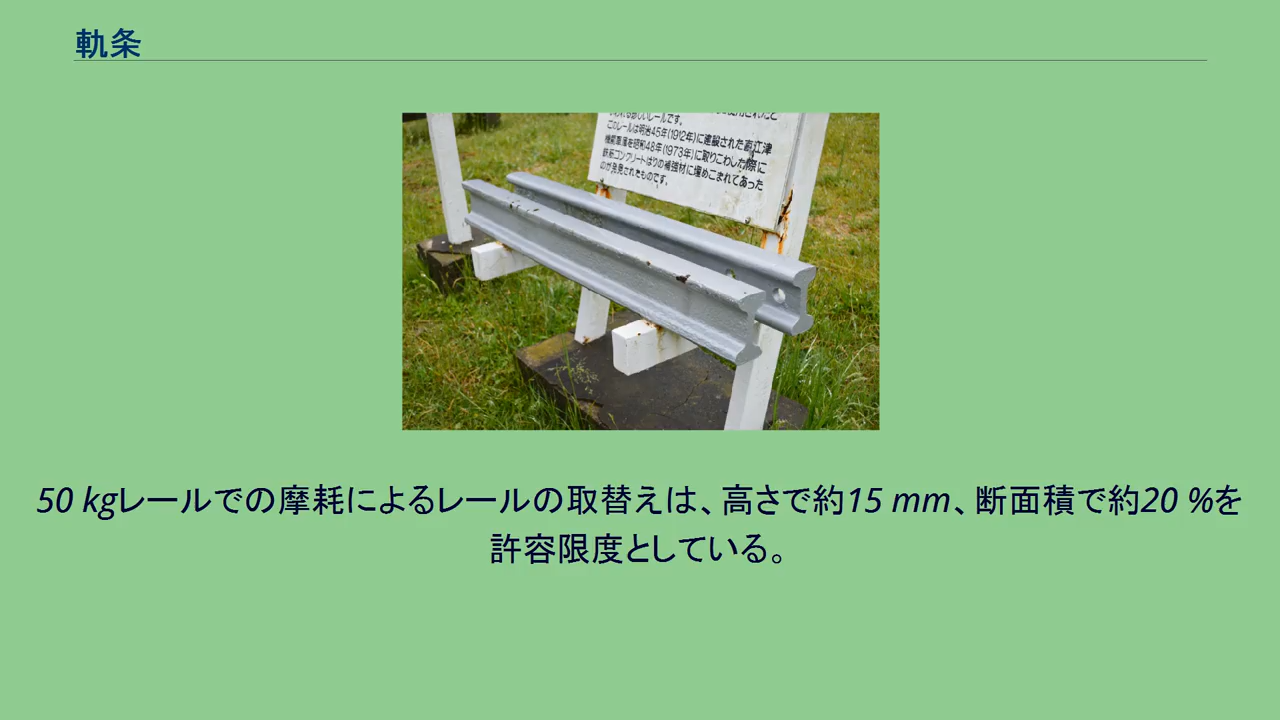 軌条
このレールは明治45年(1912年)に建設された直江津
機関車庫を昭和48年(1973年)に取りこわした際に
鉄筋コンクリートはりの補強材に埋めこまれてあった
のが発見されたものです。
50 kgレールでの摩耗によるレールの取替えは、高さで約15 mm、断面積で約20 %を
許容限度としている。